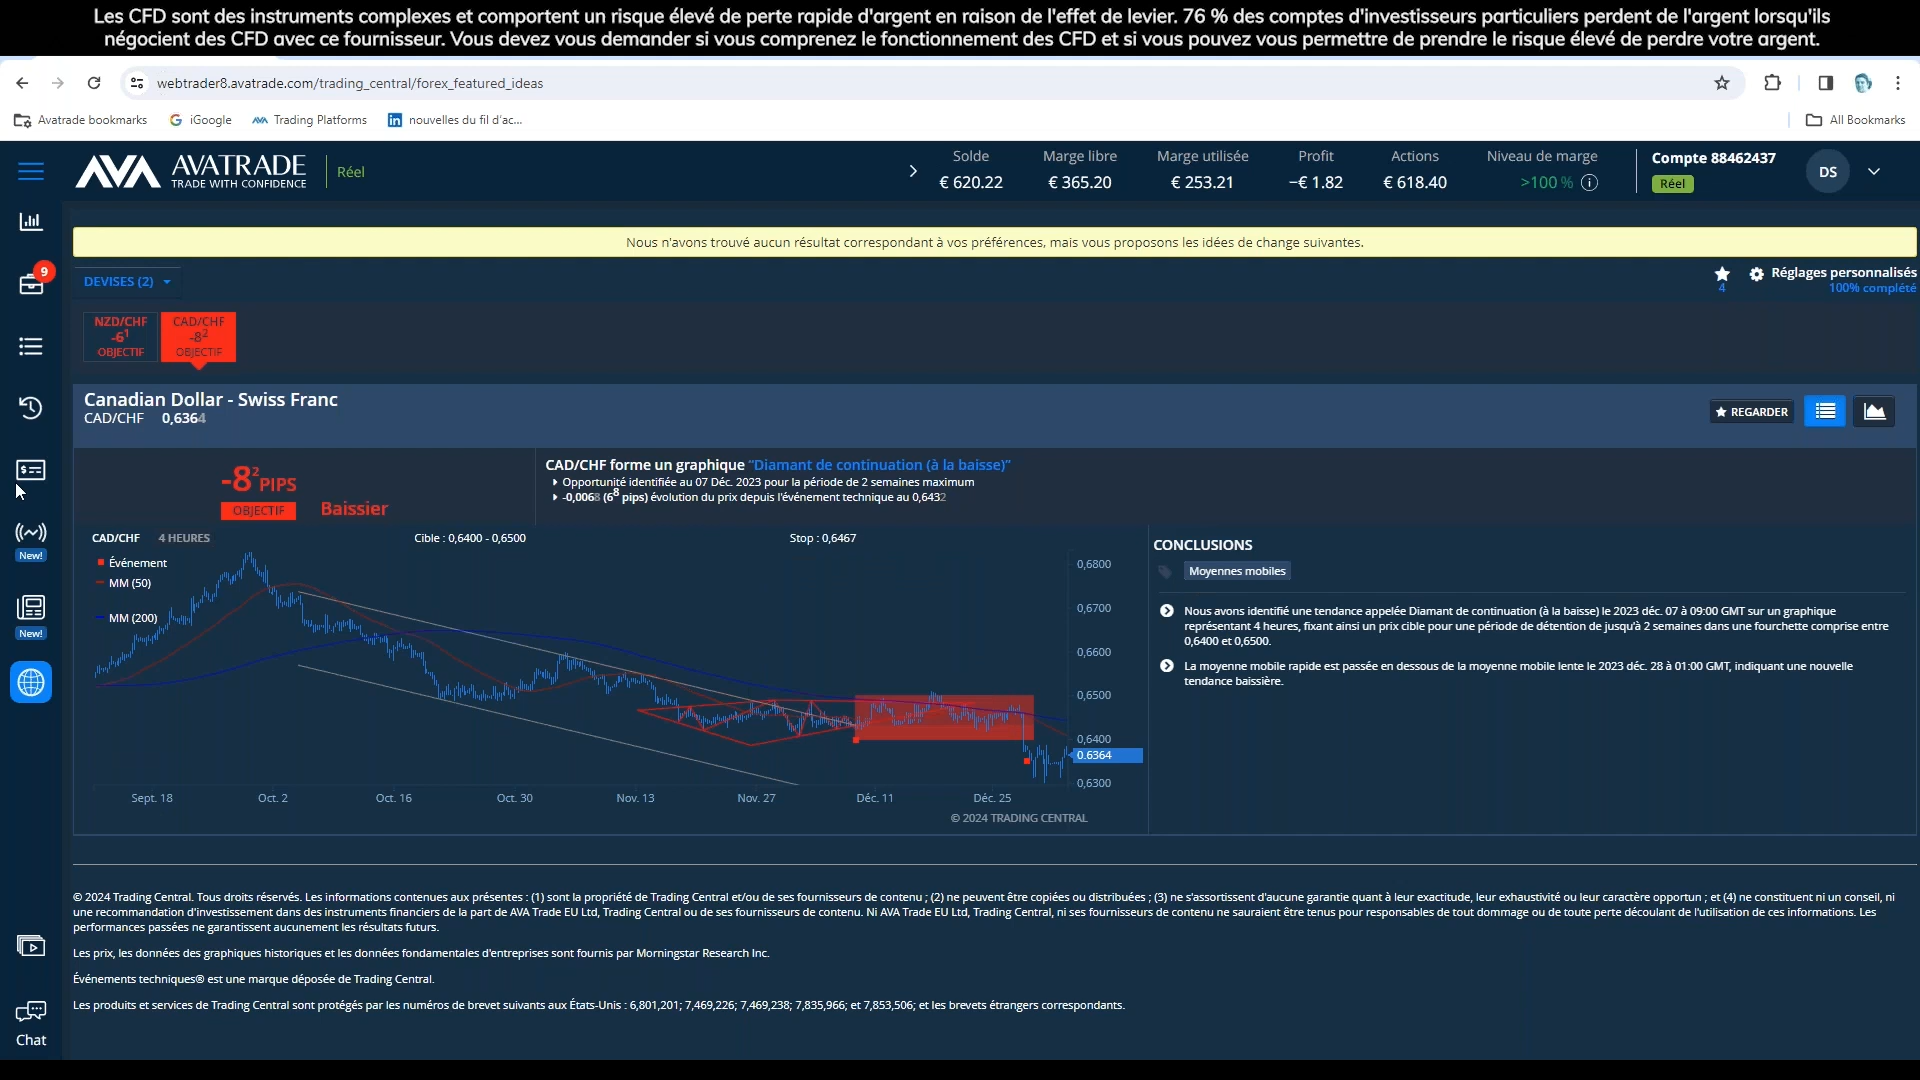 Les CFD sont des instruments complexes et comportent un risque élevé de perte rapide d'argent en raison de l'effet de levier. 76 % des comptes d'investisseurs particuliers perdent de l'argent lorsqu'ils
négocient des CFD avec ce fournisseur. Vous devez vous demander si vous comprenez le fonctionnement des CFD et si vous pouvez vous permettre de prendre le risque élevé de perdre votre argent.
webtrader8.avatrade.com/trading_central/forex_featured_ideas
Avatrade bookmarks
iGoogle
Trading Platforms
nouvelles du fil d'ac...
All Bookmarks
AVATRADE
TRADE WITH CONFIDENCE
Réel
Solde
€ 620.22
Marge libre
€ 365.20
Marge utilisée
€ 253.21
Profit
−€ 1.82
Actions
€ 618.40
Niveau de marge
>100 %
Compte 88462437
Réel
DS
9
Nous n'avons trouvé aucun résultat correspondant à vos préférences, mais vous proposons les idées de change suivantes.
DEVISES (2)
4
Réglages personnalisés
100% complété
NZD/CHF
-6¹
OBJECTIF
CAD/CHF
-8²
OBJECTIF
Canadian Dollar - Swiss Franc
CAD/CHF 0,6364
REGARDER
-8² PIPS
OBJECTIF
Baissier
CAD/CHF forme un graphique "Diamant de continuation (à la baisse)"
Opportunité identifiée au 07 Déc. 2023 pour la période de 2 semaines maximum
-0,0068 (6⁸ pips) évolution du prix depuis l'événement technique au 0,6432
CAD/CHF 4 HEURES
Cible : 0,6400 - 0,6500
Stop : 0,6467
Événement
MM (50)
MM (200)
0,6800
0,6700
0,6600
0,6500
0,6400
0.6364
0,6300
Sept. 18
Oct. 2
Oct. 16
Oct. 30
Nov. 13
Nov. 27
Déc. 11
Déc. 25
© 2024 TRADING CENTRAL
CONCLUSIONS
Moyennes mobiles
Nous avons identifié une tendance appelée Diamant de continuation (à la baisse) le 2023 déc. 07 à 09:00 GMT sur un graphique
représentant 4 heures, fixant ainsi un prix cible pour une période de détention de jusqu'à 2 semaines dans une fourchette comprise entre
0,6400 et 0,6500.
La moyenne mobile rapide est passée en dessous de la moyenne mobile lente le 2023 déc. 28 à 01:00 GMT, indiquant une nouvelle
tendance baissière.
New!
New!
Chat
© 2024 Trading Central. Tous droits réservés. Les informations contenues aux présentes : (1) sont la propriété de Trading Central et/ou de ses fournisseurs de contenu ; (2) ne peuvent être copiées ou distribuées ; (3) ne s'assortissent d'aucune garantie quant à leur exactitude, leur exhaustivité ou leur caractère opportun ; et (4) ne constituent ni un conseil, ni
une recommandation d'investissement dans des instruments financiers de la part de AVA Trade EU Ltd, Trading Central ou de ses fournisseurs de contenu. Ni AVA Trade EU Ltd, Trading Central, ni ses fournisseurs de contenu ne sauraient être tenus pour responsables de tout dommage ou de toute perte découlant de l'utilisation de ces informations. Les
performances passées ne garantissent aucunement les résultats futurs.
Les prix, les données des graphiques historiques et les données fondamentales d'entreprises sont fournis par Morningstar Research Inc.
Événements techniques® est une marque déposée de Trading Central.
Les produits et services de Trading Central sont protégés par les numéros de brevet suivants aux États-Unis : 6,801,201; 7,469,226; 7,469,238; 7,835,966; et 7,853,506; et les brevets étrangers correspondants.